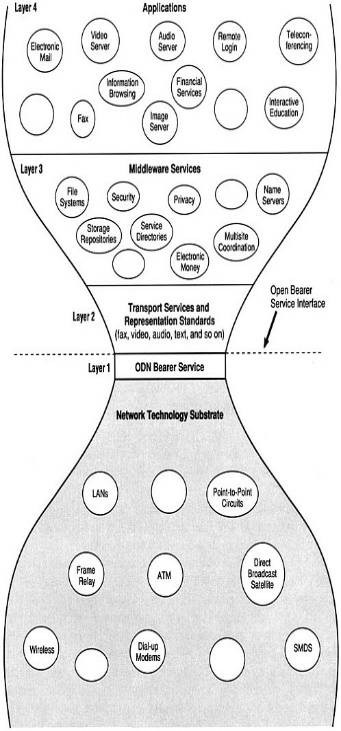 Layer 4
Applications
Electronic
Mail
Video
Server
Audio
Server
Remote
Login
Telecon-
ferencing
Information
Browsing
Financial
Services
Fax
Image
Server
Interactive
Education
Layer 3
Middleware Services
File
Systems
Security
Privacy
Name
Servers
Storage
Repositories
Service
Directories
Multisite
Coordination
Electronic
Money
Open Bearer
Service Interface
Layer 2
Transport Services and
Representation Standards
(fax, video, audio, text, and so on)
Layer 1
ODN Bearer Service
Network Technology Substrate
LANs
Point-to-Point
Circuits
Frame
Relay
ATM
Direct
Broadcast
Satellite
Wireless
Dial-up
Modems
SMDS